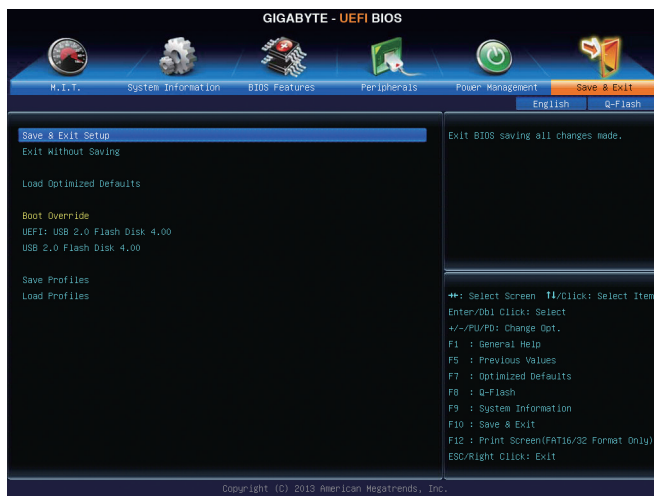 GIGABYTE - UEFI BIOS
M.I.T.
System Information
BIOS Features
Peripherals
Power Management
Save & Exit
English
Q-Flash
Save & Exit Setup
Exit Without Saving
Load Optimized Defaults
Boot Override
UEFI: USB 2.0 Flash Disk 4.00
USB 2.0 Flash Disk 4.00
Save Profiles
Load Profiles
Exit BIOS saving all changes made.
→←: Select Screen ↑↓/Click: Select Item
Enter/Dbl Click: Select
+/-/PU/PD: Change Opt.
F1 : General Help
F5 : Previous Values
F7 : Optimized Defaults
F8 : Q-Flash
F9 : System Information
F10 : Save & Exit
F12 : Print Screen(FAT16/32 Format Only)
ESC/Right Click: Exit
Copyright (C) 2013 American Megatrends, Inc.